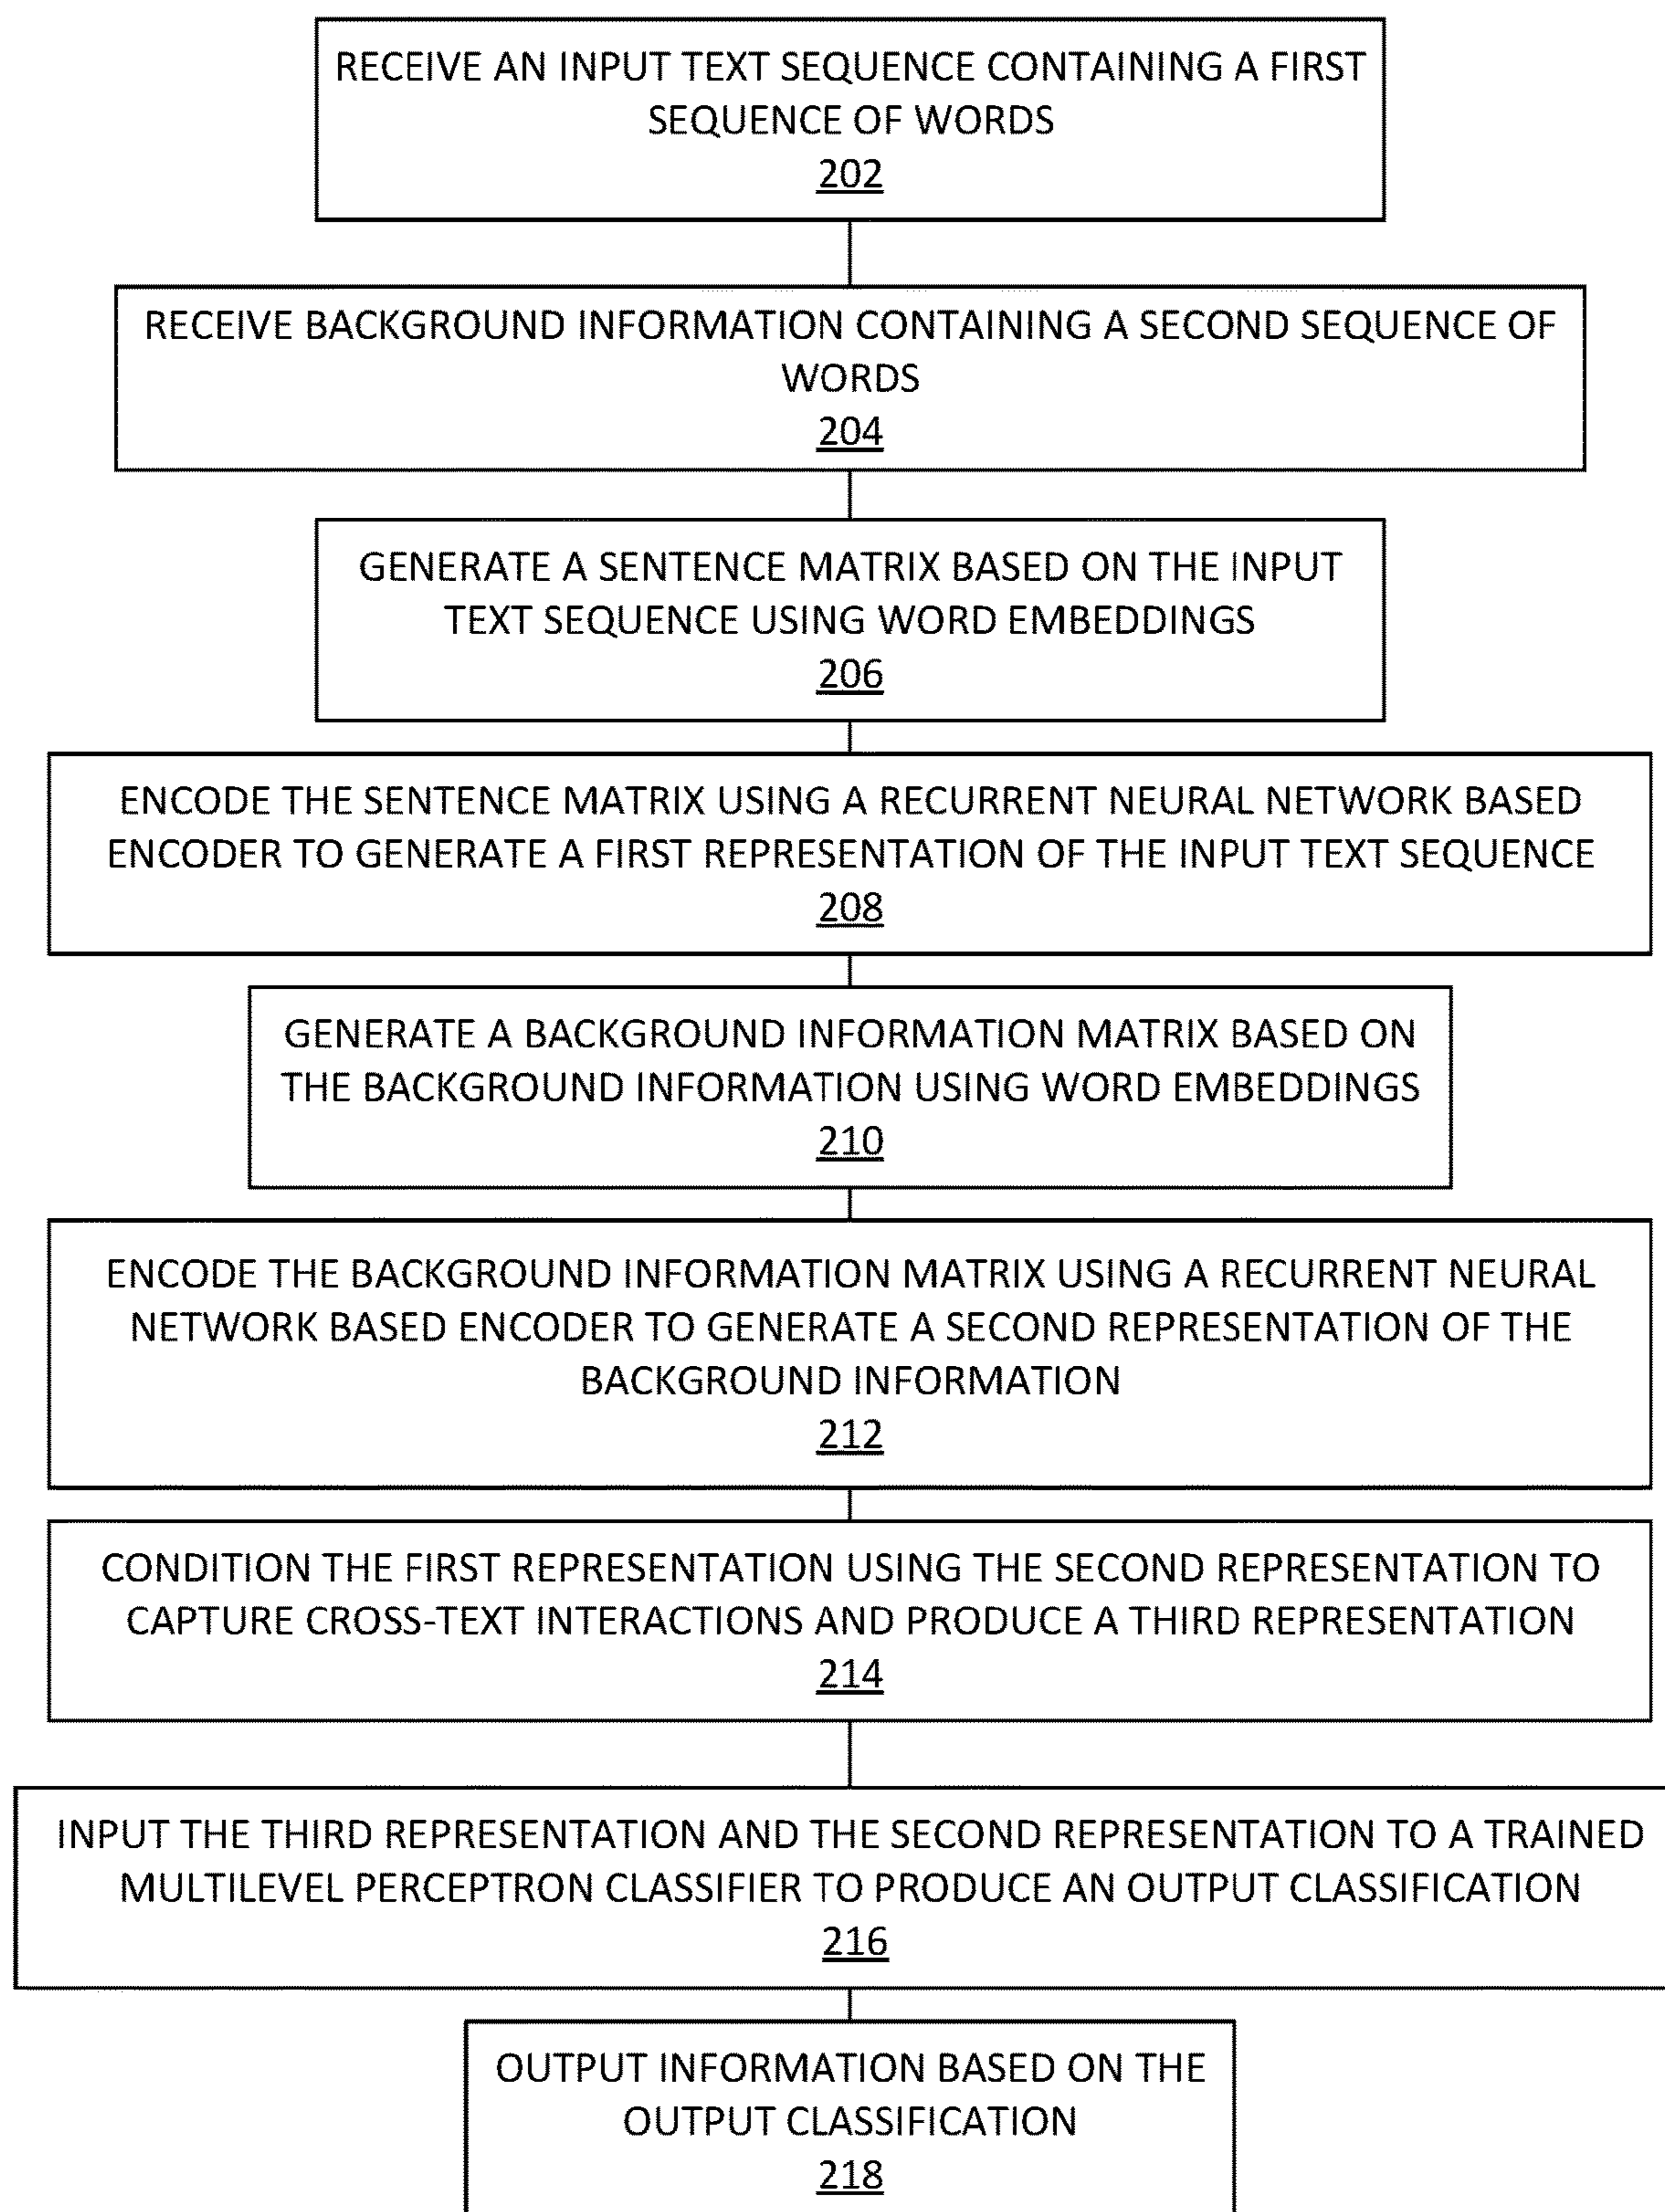 RECEIVE AN INPUT TEXT SEQUENCE CONTAINING A FIRST
SEQUENCE OF WORDS
202
RECEIVE BACKGROUND INFORMATION CONTAINING A SECOND SEQUENCE OF
WORDS
204
GENERATE A SENTENCE MATRIX BASED ON THE INPUT
TEXT SEQUENCE USING WORD EMBEDDINGS
206
ENCODE THE SENTENCE MATRIX USING A RECURRENT NEURAL NETWORK BASED
ENCODER TO GENERATE A FIRST REPRESENTATION OF THE INPUT TEXT SEQUENCE
208
GENERATE A BACKGROUND INFORMATION MATRIX BASED ON
THE BACKGROUND INFORMATION USING WORD EMBEDDINGS
210
ENCODE THE BACKGROUND INFORMATION MATRIX USING A RECURRENT NEURAL
NETWORK BASED ENCODER TO GENERATE A SECOND REPRESENTATION OF THE
BACKGROUND INFORMATION
212
CONDITION THE FIRST REPRESENTATION USING THE SECOND REPRESENTATION TO
CAPTURE CROSS-TEXT INTERACTIONS AND PRODUCE A THIRD REPRESENTATION
214
INPUT THE THIRD REPRESENTATION AND THE SECOND REPRESENTATION TO A TRAINED
MULTILEVEL PERCEPTRON CLASSIFIER TO PRODUCE AN OUTPUT CLASSIFICATION
216
OUTPUT INFORMATION BASED ON THE
OUTPUT CLASSIFICATION
218